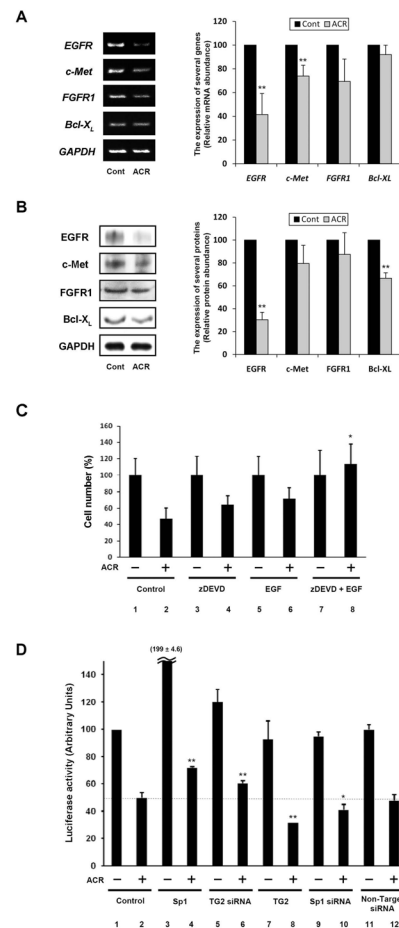 A
EGFR
c-Met
FGFR1
Bcl-XL
GAPDH
Cont ACR
The expression of several genes
(Relative mRNA abundance)
Cont ACR
120
100
80
60
40
20
0
** **
EGFR c-Met FGFR1 Bcl-XL
B
EGFR
c-Met
FGFR1
Bcl-XL
GAPDH
Cont ACR
The expression of several proteins
(Relative protein abundance)
Cont ACR
120
100
80
60
40
20
0
** **
EGFR c-Met FGFR1 Bcl-XL
C
Cell number (%)
160
140
120
100
80
60
40
20
0
*
ACR − + − + − + − +
Control zDEVD EGF zDEVD + EGF
1 2 3 4 5 6 7 8
D
Luciferase activity (Arbitrary Units)
(199 ± 4.6)
140
120
100
80
60
40
20
0
** ** ** *
ACR − + − + − + − + − + − +
Control Sp1 TG2 siRNA TG2 Sp1 siRNA Non-Target
siRNA
1 2 3 4 5 6 7 8 9 10 11 12